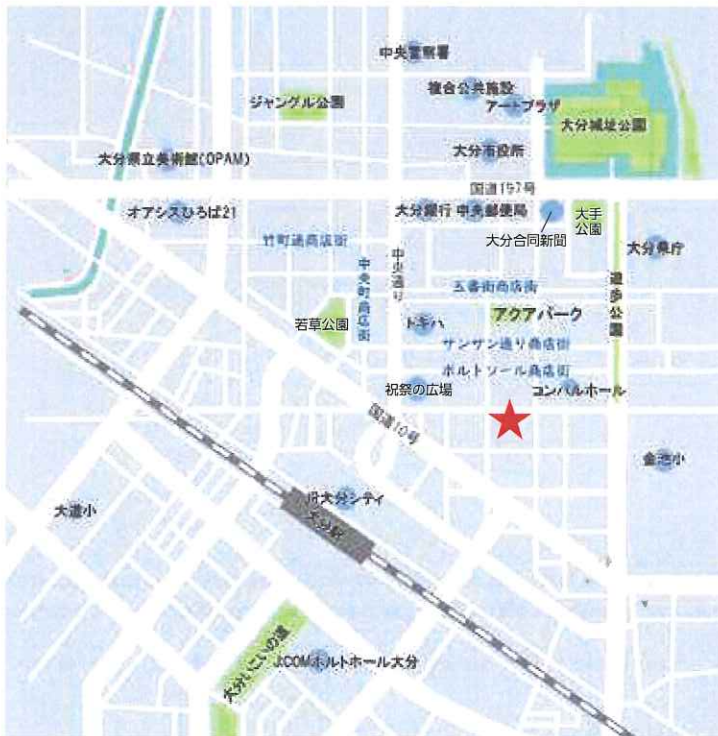 中央警察署
複合公共施設
ジャングル公園
アートプラザ
大分城址公園
大分市役所
大分県立美術館(OPAM)
国道197号
オアシスひろば21
大分銀行
中央郵便局
大手
公園
大分合同新聞
大分県庁
竹町通商店街
中央通り
中央町商店街
五番街商店街
遊歩公園
アクアパーク
若草公園
トキハ
サンサン通り商店街
ポルトソール商店街
祝祭の広場
コンパルホール
国道10号
金池小
JR大分シティ
大道小
大分駅
大分いこいの道
J:COMホルトホール大分